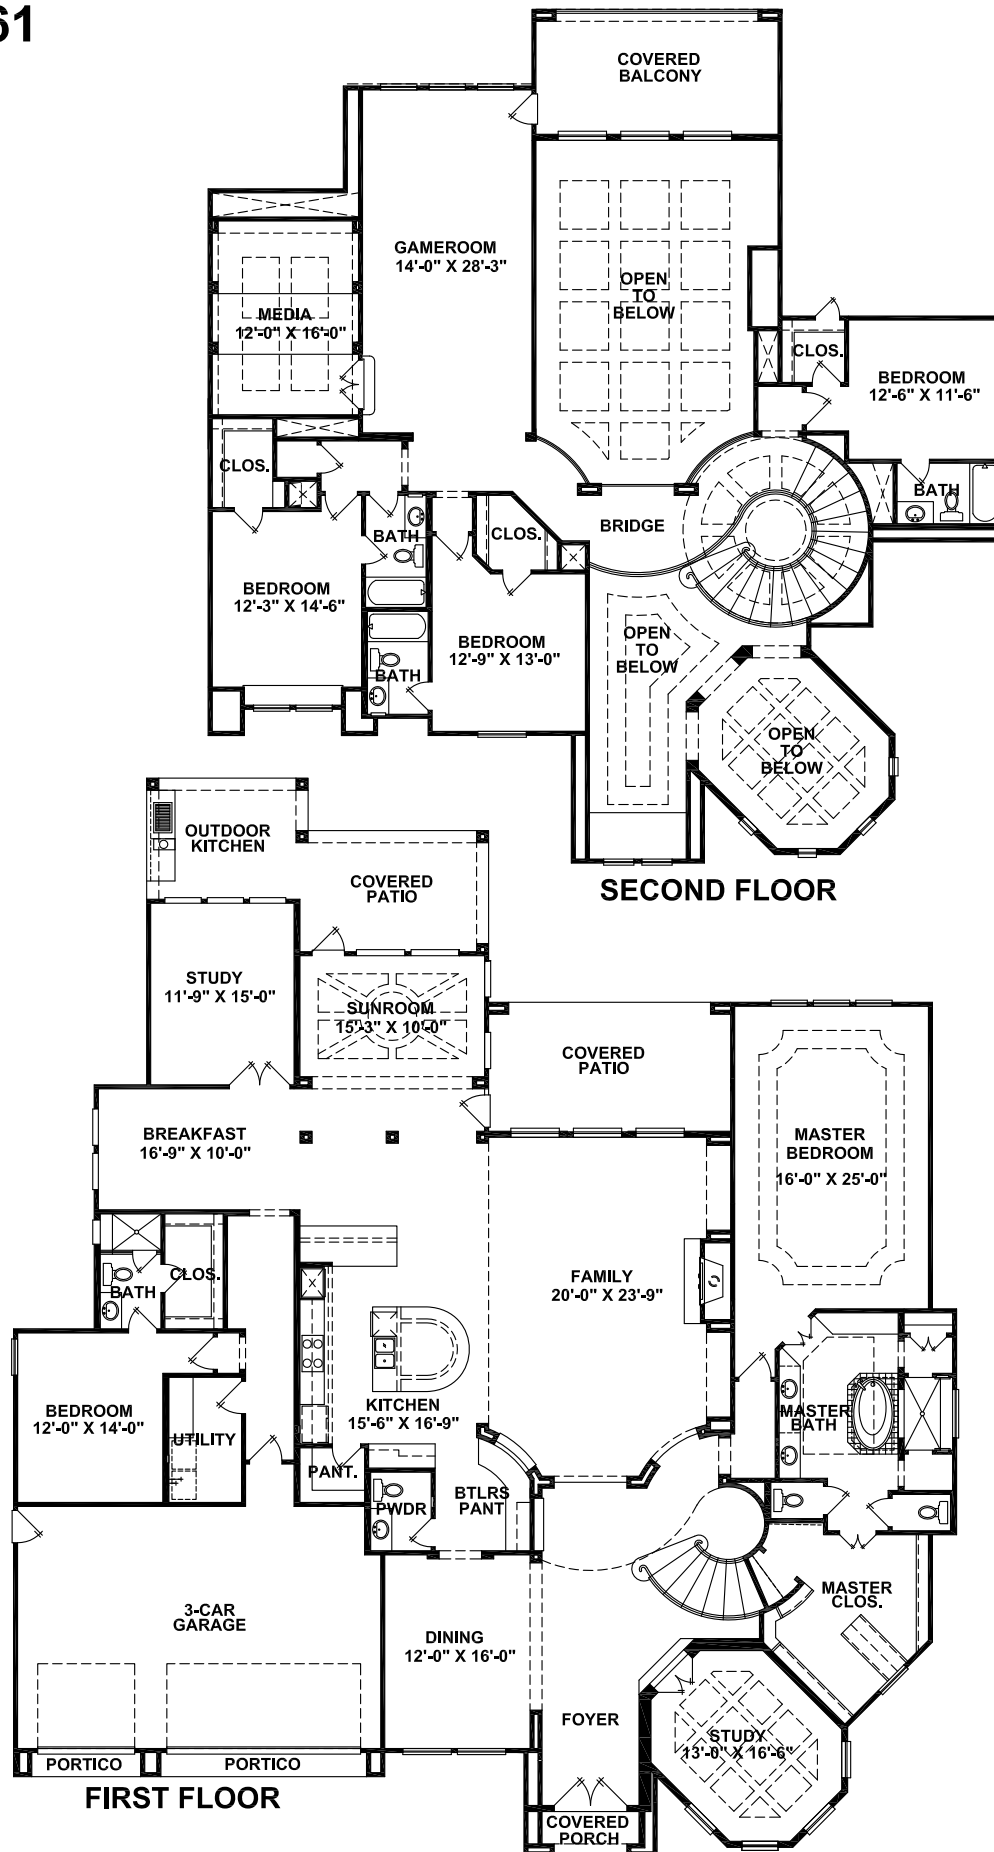 61
COVERED
BALCONY
GAMEROOM
14'-0" X 28'-3"
OPEN
TO
BELOW
MEDIA
12'-0" X 16'-0"
CLOS.
BEDROOM
12'-6" X 11'-6"
CLOS.
BATH
BATH
CLOS.
BRIDGE
BEDROOM
12'-3" X 14'-6"
BEDROOM
12'-9" X 13'-0"
OPEN
TO
BELOW
BATH
OPEN
TO
BELOW
SECOND FLOOR
OUTDOOR
KITCHEN
COVERED
PATIO
STUDY
11'-9" X 15'-0"
SUNROOM
15'-3" X 10'-0"
COVERED
PATIO
BREAKFAST
16'-9" X 10'-0"
MASTER
BEDROOM
16'-0" X 25'-0"
BATH
CLOS.
FAMILY
20'-0" X 23'-9"
KITCHEN
15'-6" X 16'-9"
BEDROOM
12'-0" X 14'-0"
UTILITY
MASTER
BATH
PANT.
PWDR
BTLRS
PANT
MASTER
CLOS.
3-CAR
GARAGE
DINING
12'-0" X 16'-0"
FOYER
STUDY
13'-0" X 16'-6"
PORTICO
PORTICO
COVERED
PORCH
FIRST FLOOR